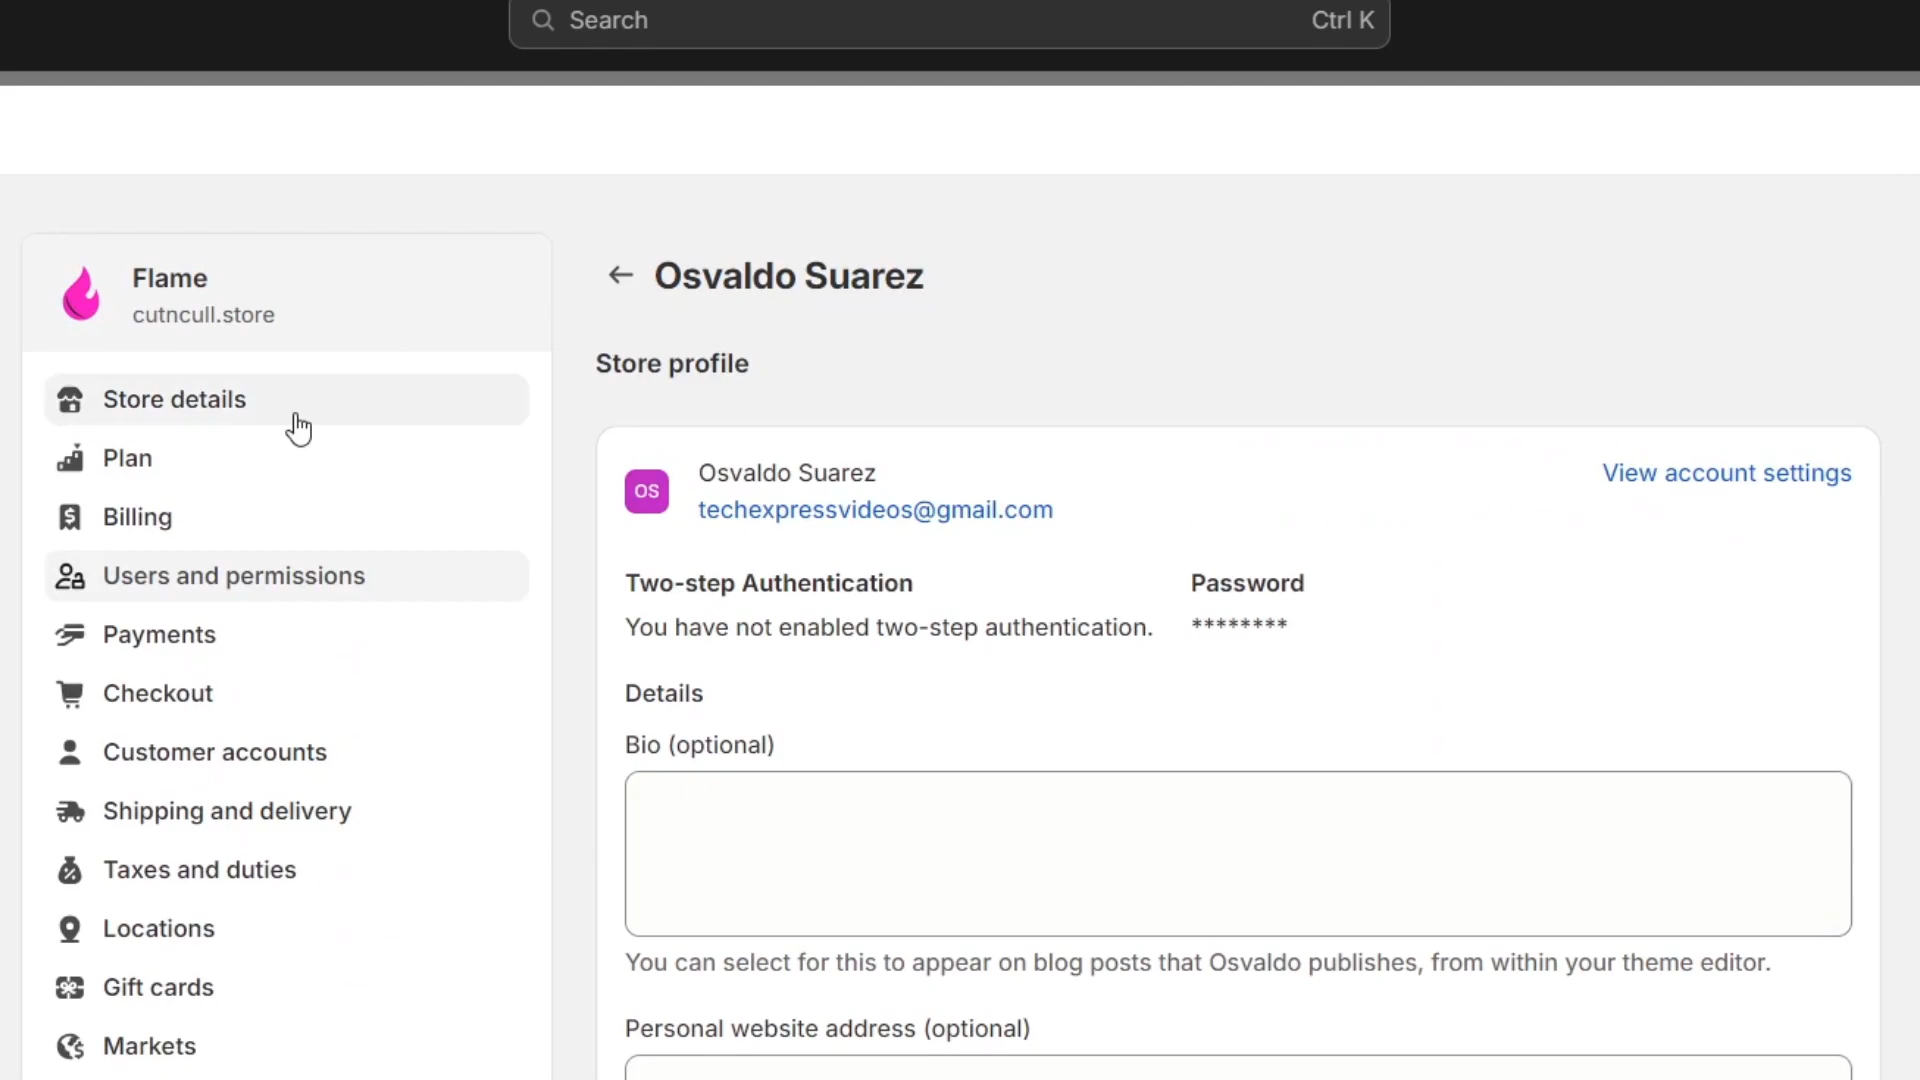 Search
Ctrl K
Flame
cutncull.store
Store details
Plan
Billing
Users and permissions
Payments
Checkout
Customer accounts
Shipping and delivery
Taxes and duties
Locations
Gift cards
Markets
Osvaldo Suarez
Store profile
OS
Osvaldo Suarez
View account settings
techexpressvideos@gmail.com
Two-step Authentication
Password
You have not enabled two-step authentication.
********
Details
Bio (optional)
You can select for this to appear on blog posts that Osvaldo publishes, from within your theme editor.
Personal website address (optional)